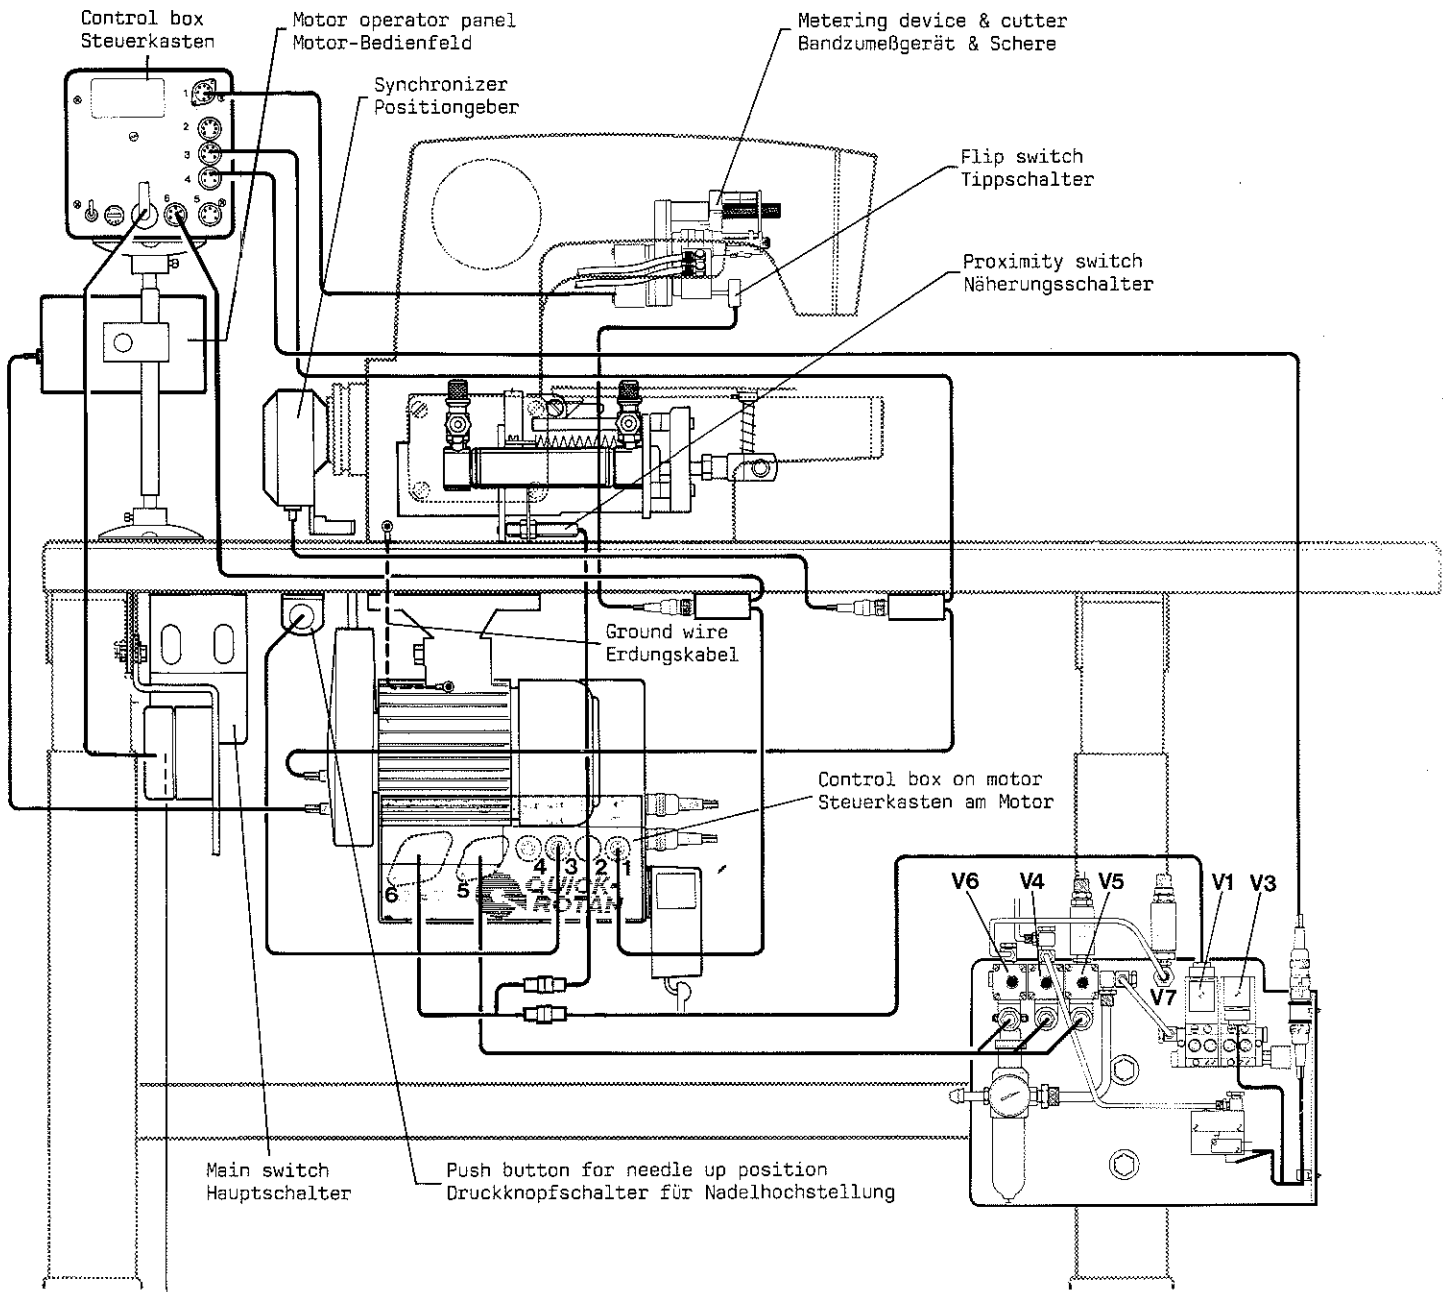 Control box
Steuerkasten
Motor operator panel
Motor-Bedienfeld
Metering device & cutter
Bandzumeßgerät & Schere
Synchronizer
Positiongeber
Flip switch
Tippschalter
Proximity switch
Näherungsschalter
1
2
3
4
6
5
Ground wire
Erdungskabel
Control box on motor
Steuerkasten am Motor
4
3
2
1
6
5
QUICK-
ROTAN
V6
V4
V5
V1
V3
V7
Main switch
Hauptschalter
Push button for needle up position
Druckknopfschalter für Nadelhochstellung